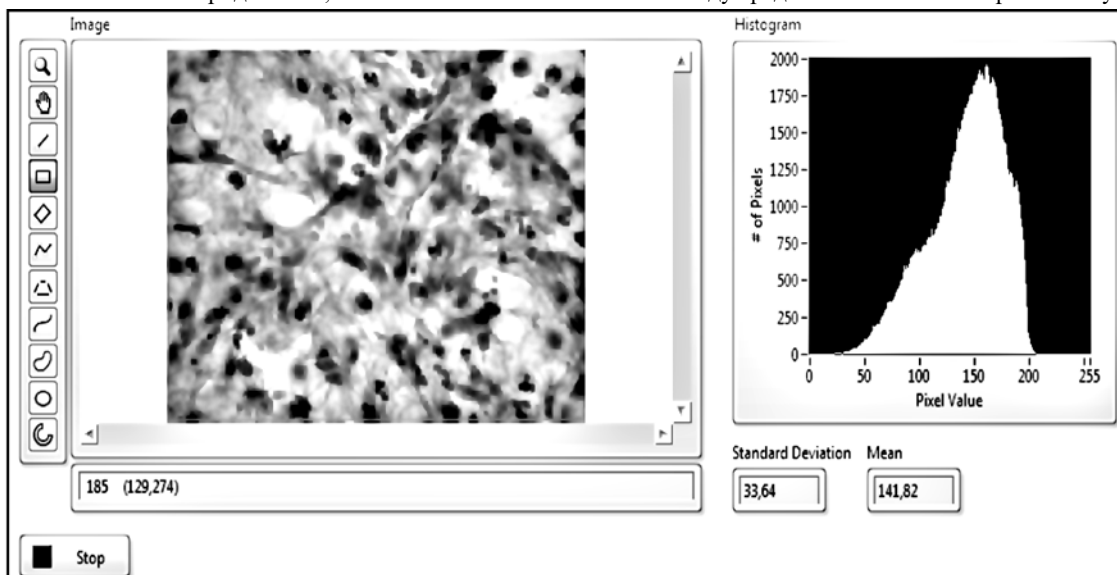 Image
185 (129,274)
Stop
Histogram
2000
1750
1500
1250
1000
750
500
250
0
# of Pixels
0 50 100 150 200 255
Pixel Value
Standard Deviation Mean
33,64 141,82